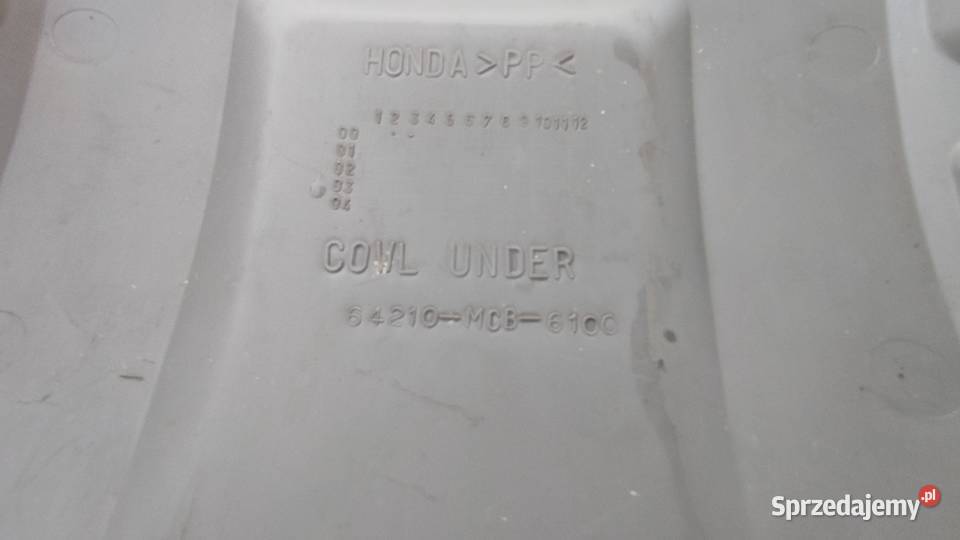 HONDA >PP<
1 2 3 4 5 6 7 8 9 10 11 12
00
01
02
03
04
COWL UNDER
64210-MCB-6100
Sprzedajemy.pl